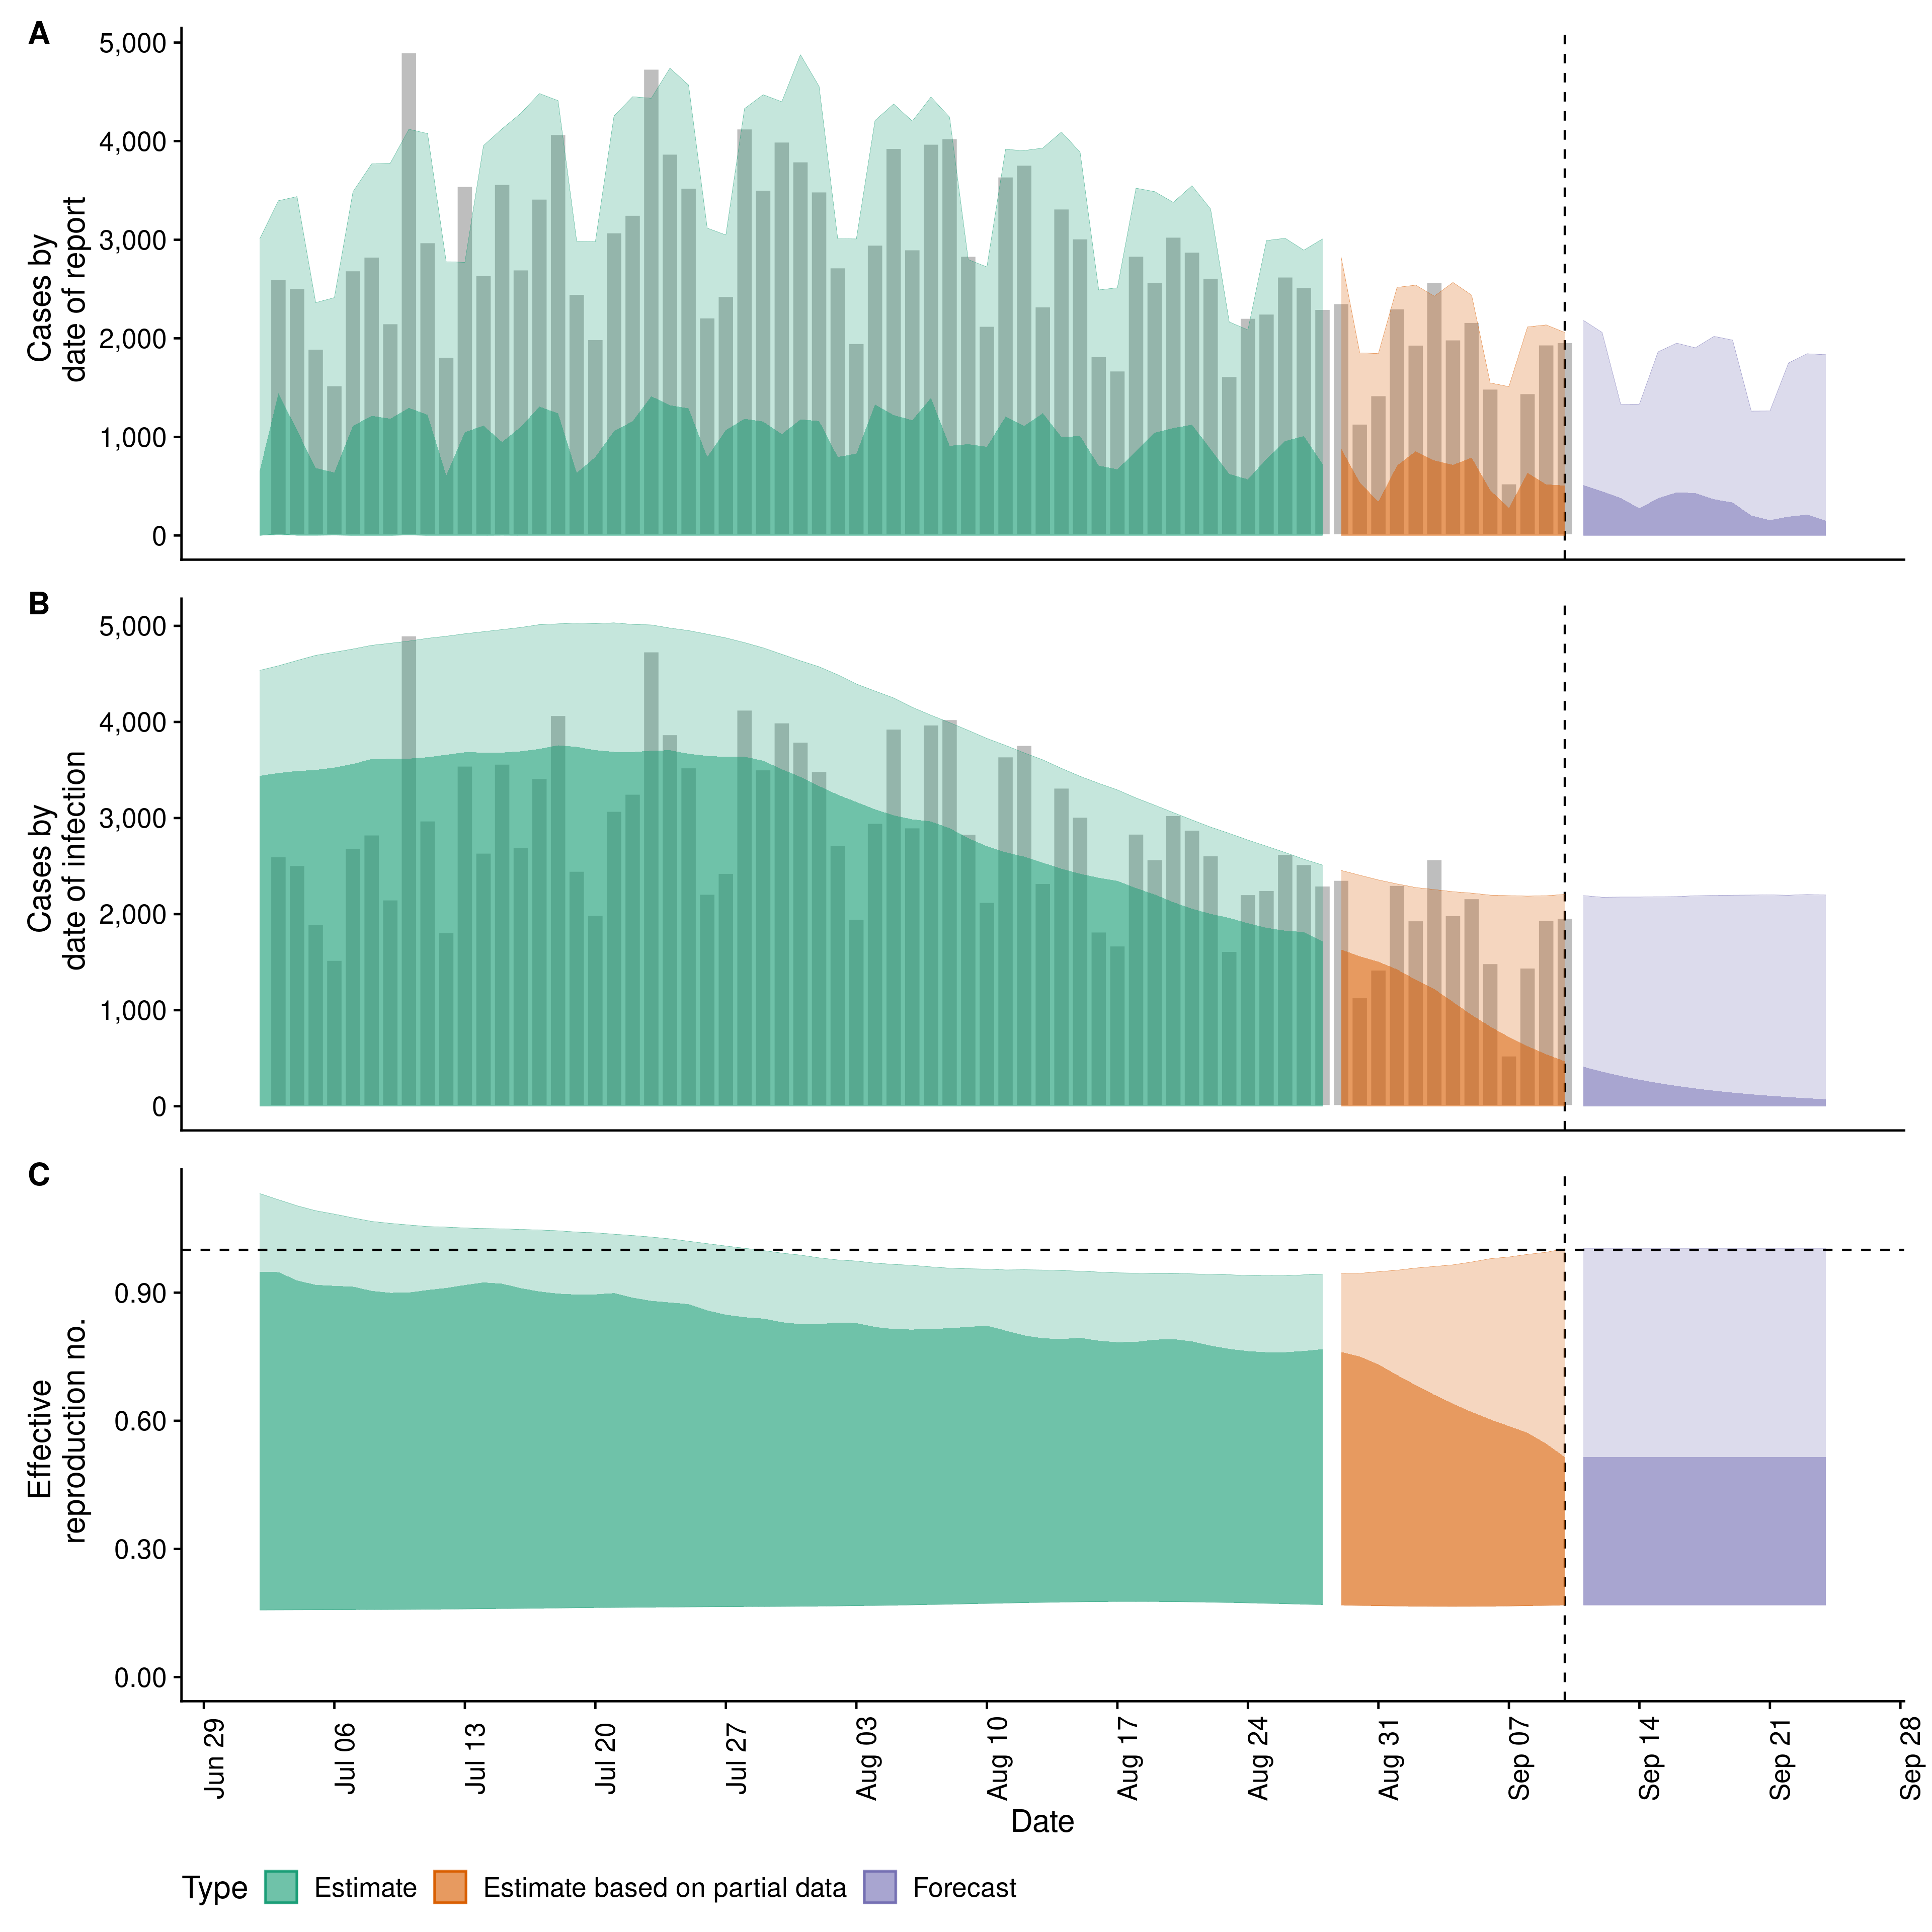 A
Cases by
date of report
5,000
4,000
3,000
2,000
1,000
0
B
Cases by
date of infection
5,000
4,000
3,000
2,000
1,000
0
C
Effective
reproduction no.
0.90
0.60
0.30
0.00
Jun 29
Jul 06
Jul 13
Jul 20
Jul 27
Aug 03
Aug 10
Aug 17
Aug 24
Aug 31
Sep 07
Sep 14
Sep 21
Sep 28
Date
Type
Estimate
Estimate based on partial data
Forecast